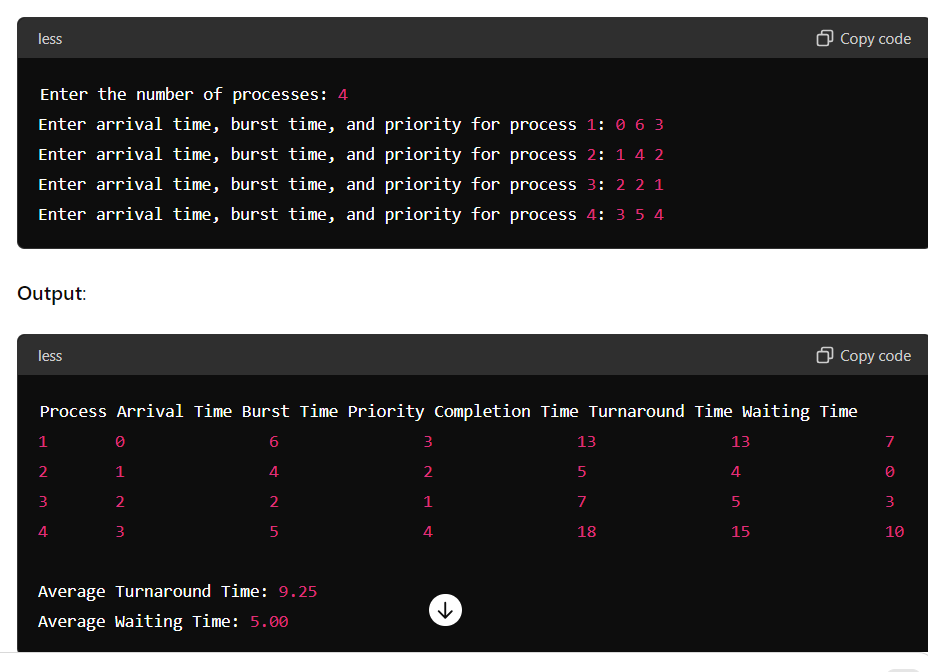 less Copy code
Enter the number of processes: 4
Enter arrival time, burst time, and priority for process 1: 0 6 3
Enter arrival time, burst time, and priority for process 2: 1 4 2
Enter arrival time, burst time, and priority for process 3: 2 2 1
Enter arrival time, burst time, and priority for process 4: 3 5 4
Output:
less Copy code
Process Arrival Time Burst Time Priority Completion Time Turnaround Time Waiting Time
1 0 6 3 13 13 7
2 1 4 2 5 4 0
3 2 2 1 7 5 3
4 3 5 4 18 15 10
Average Turnaround Time: 9.25
Average Waiting Time: 5.00